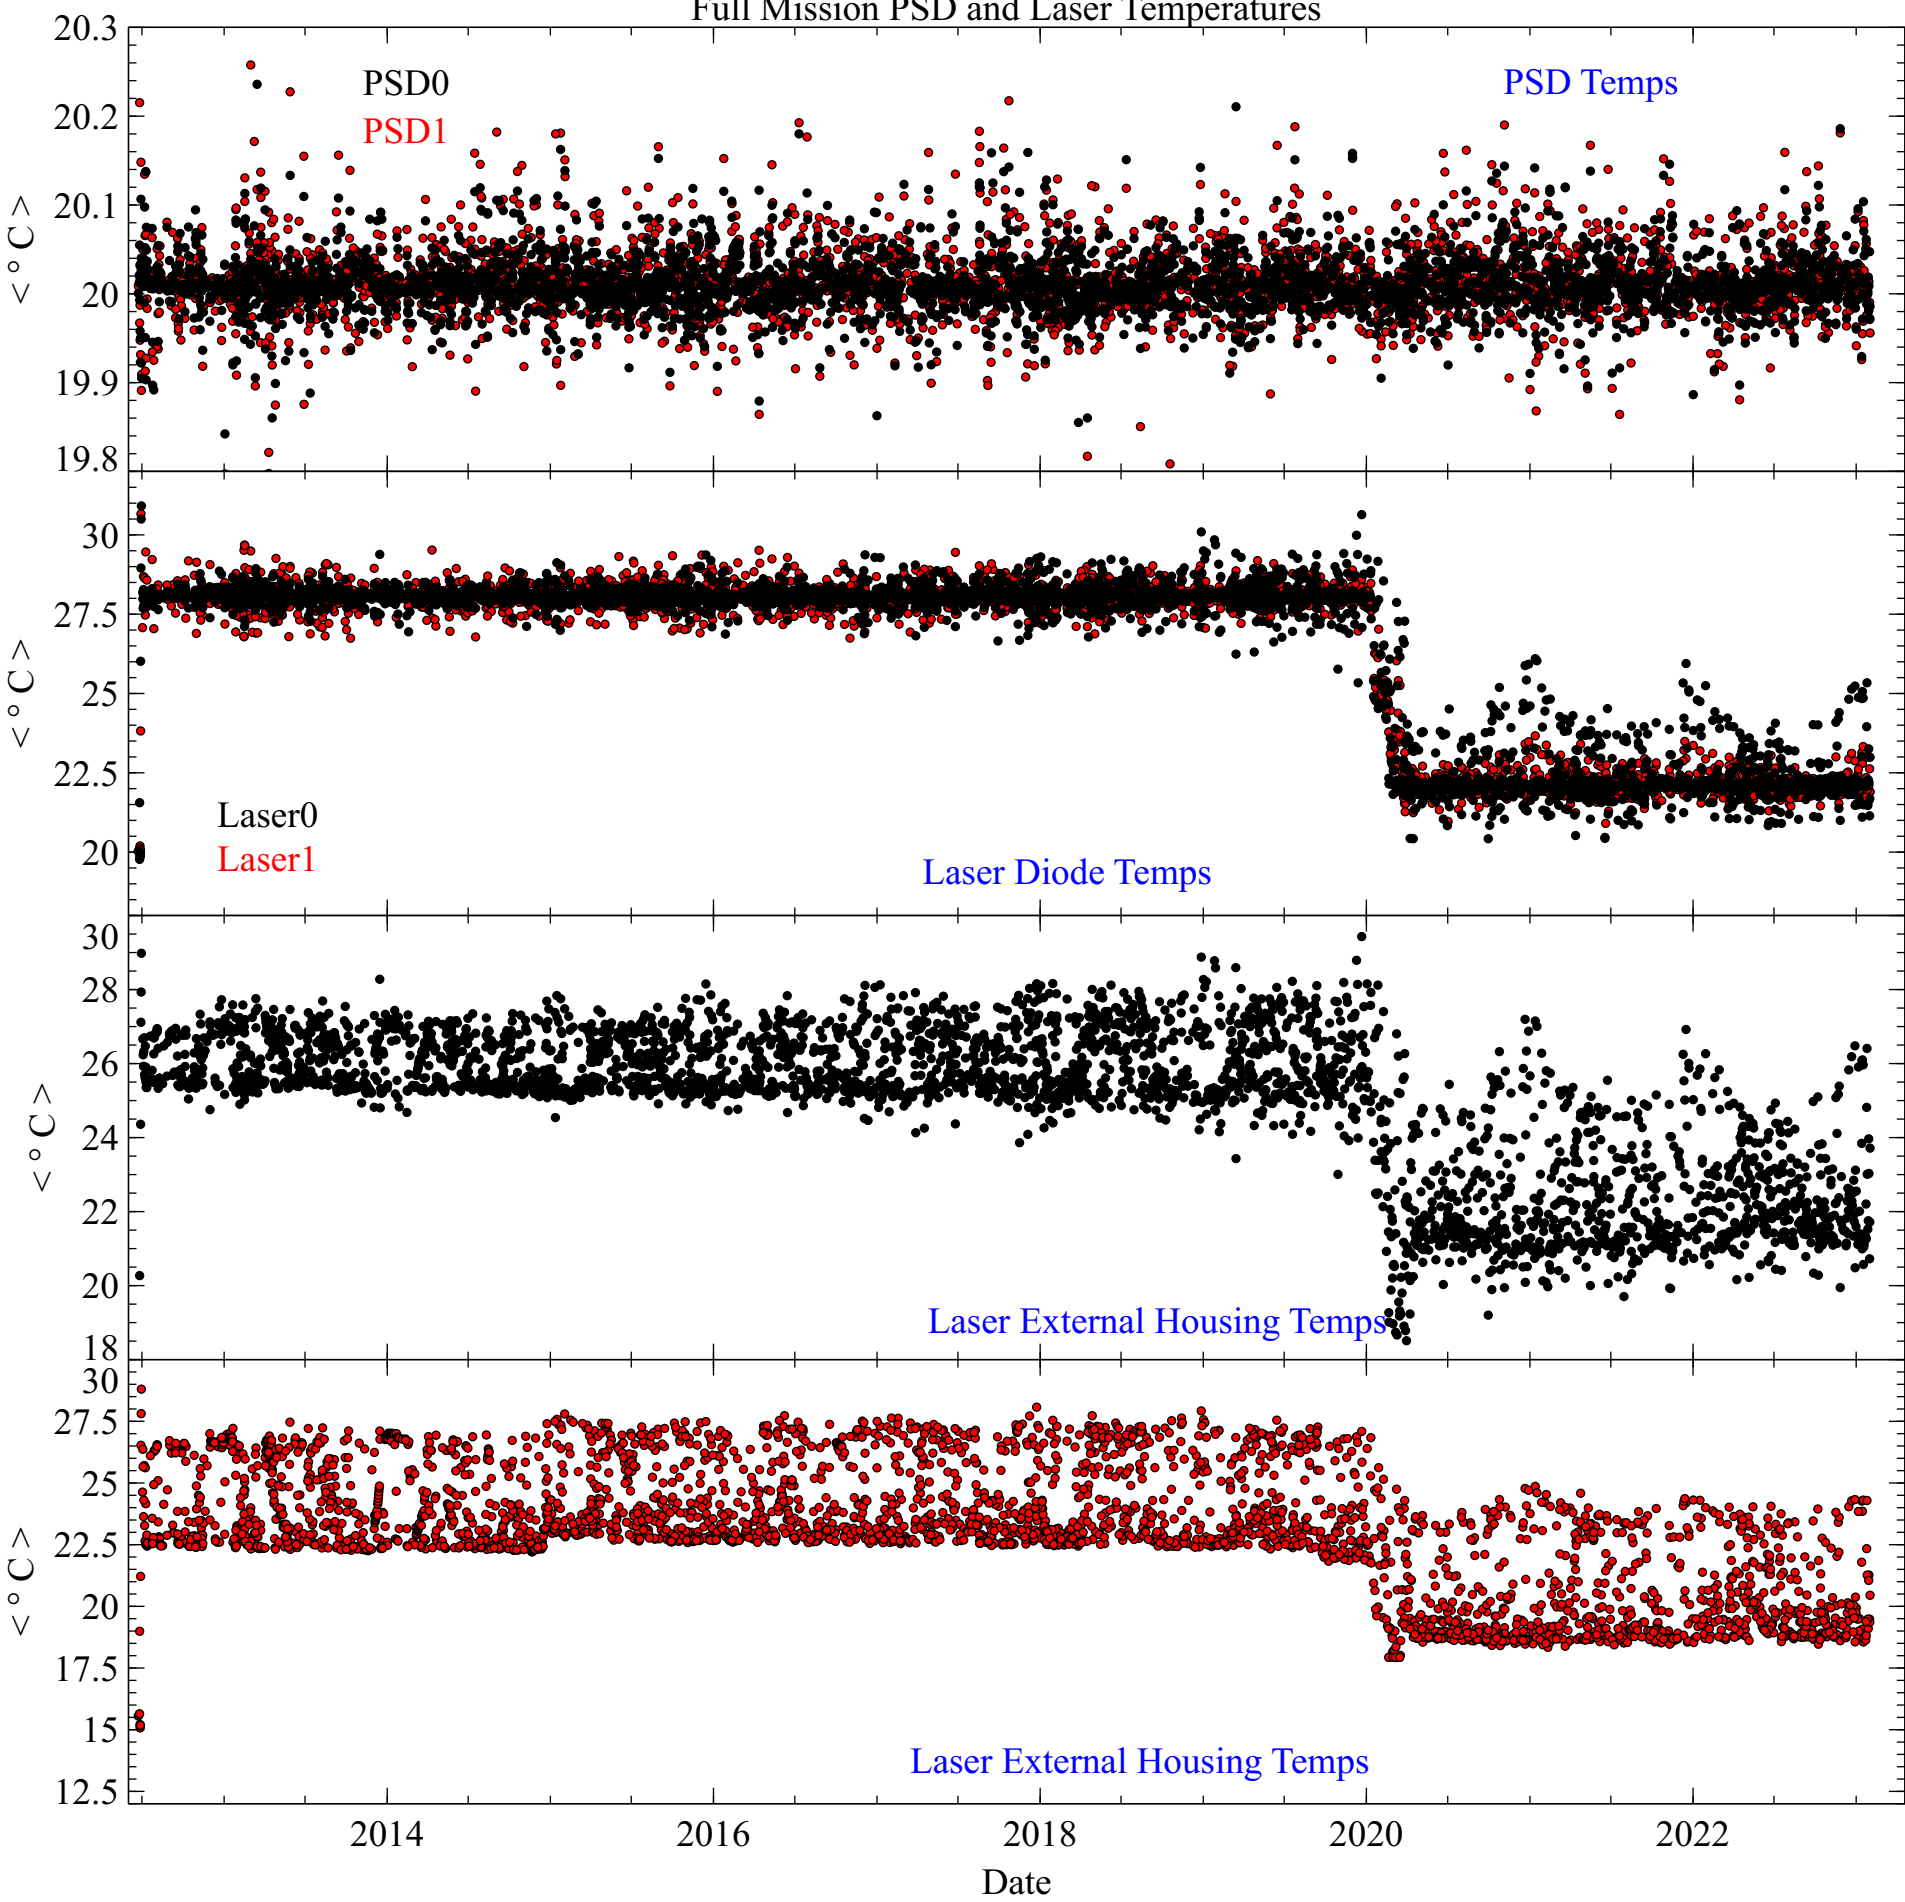 Full Mission PSD and Laser Temperatures
20.3
20.2
20.1
20
19.9
19.8
< ° C >
PSD0
PSD1
PSD Temps
30
27.5
25
22.5
20
< ° C >
Laser0
Laser1
Laser Diode Temps
30
28
26
24
22
20
18
< ° C >
Laser External Housing Temps
30
27.5
25
22.5
20
17.5
15
12.5
< ° C >
Laser External Housing Temps
2014 2016 2018 2020 2022
Date